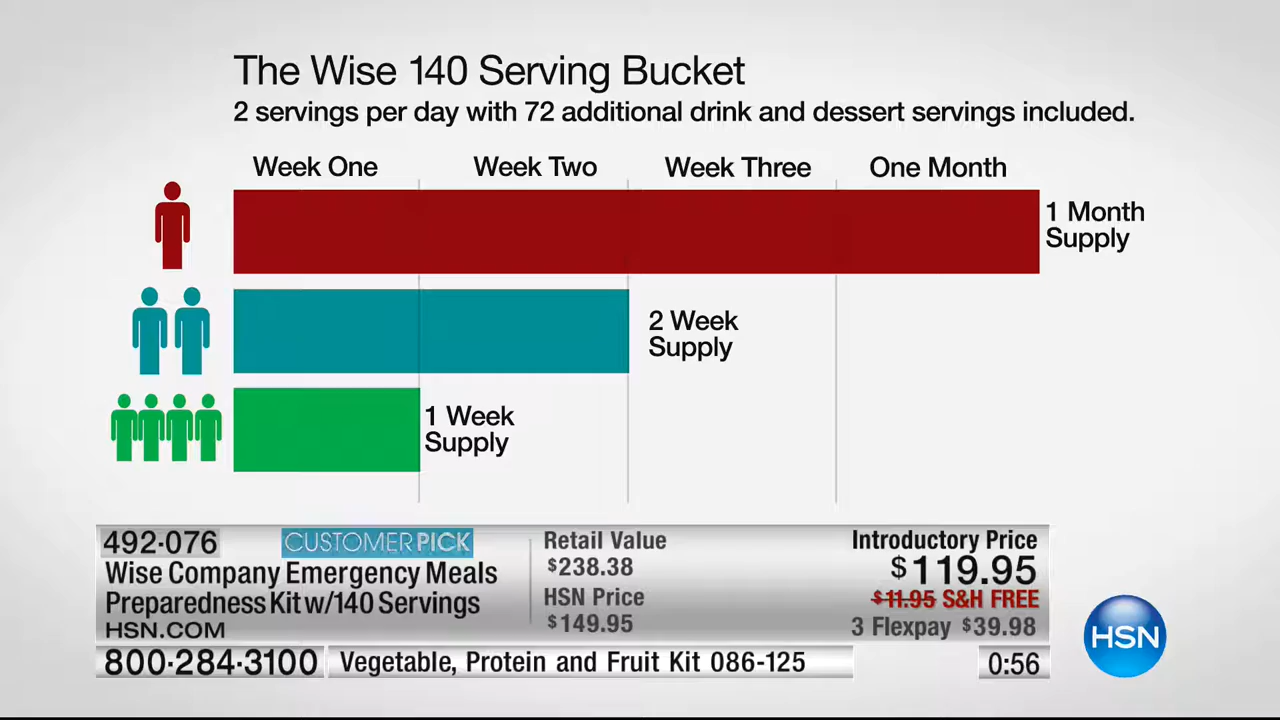 The Wise 140 Serving Bucket
2 servings per day with 72 additional drink and dessert servings included.
Week One
Week Two
Week Three
One Month
1 Month
Supply
2 Week
Supply
1 Week
Supply
492-076
CUSTOMER PICK
Wise Company Emergency Meals
Preparedness Kit w/140 Servings
HSN.COM
Retail Value
$238.38
HSN Price
$149.95
Introductory Price
$119.95
$11.95 S&H FREE
3 Flexpay $39.98
800-284-3100
Vegetable, Protein and Fruit Kit 086-125
0:56
HSN